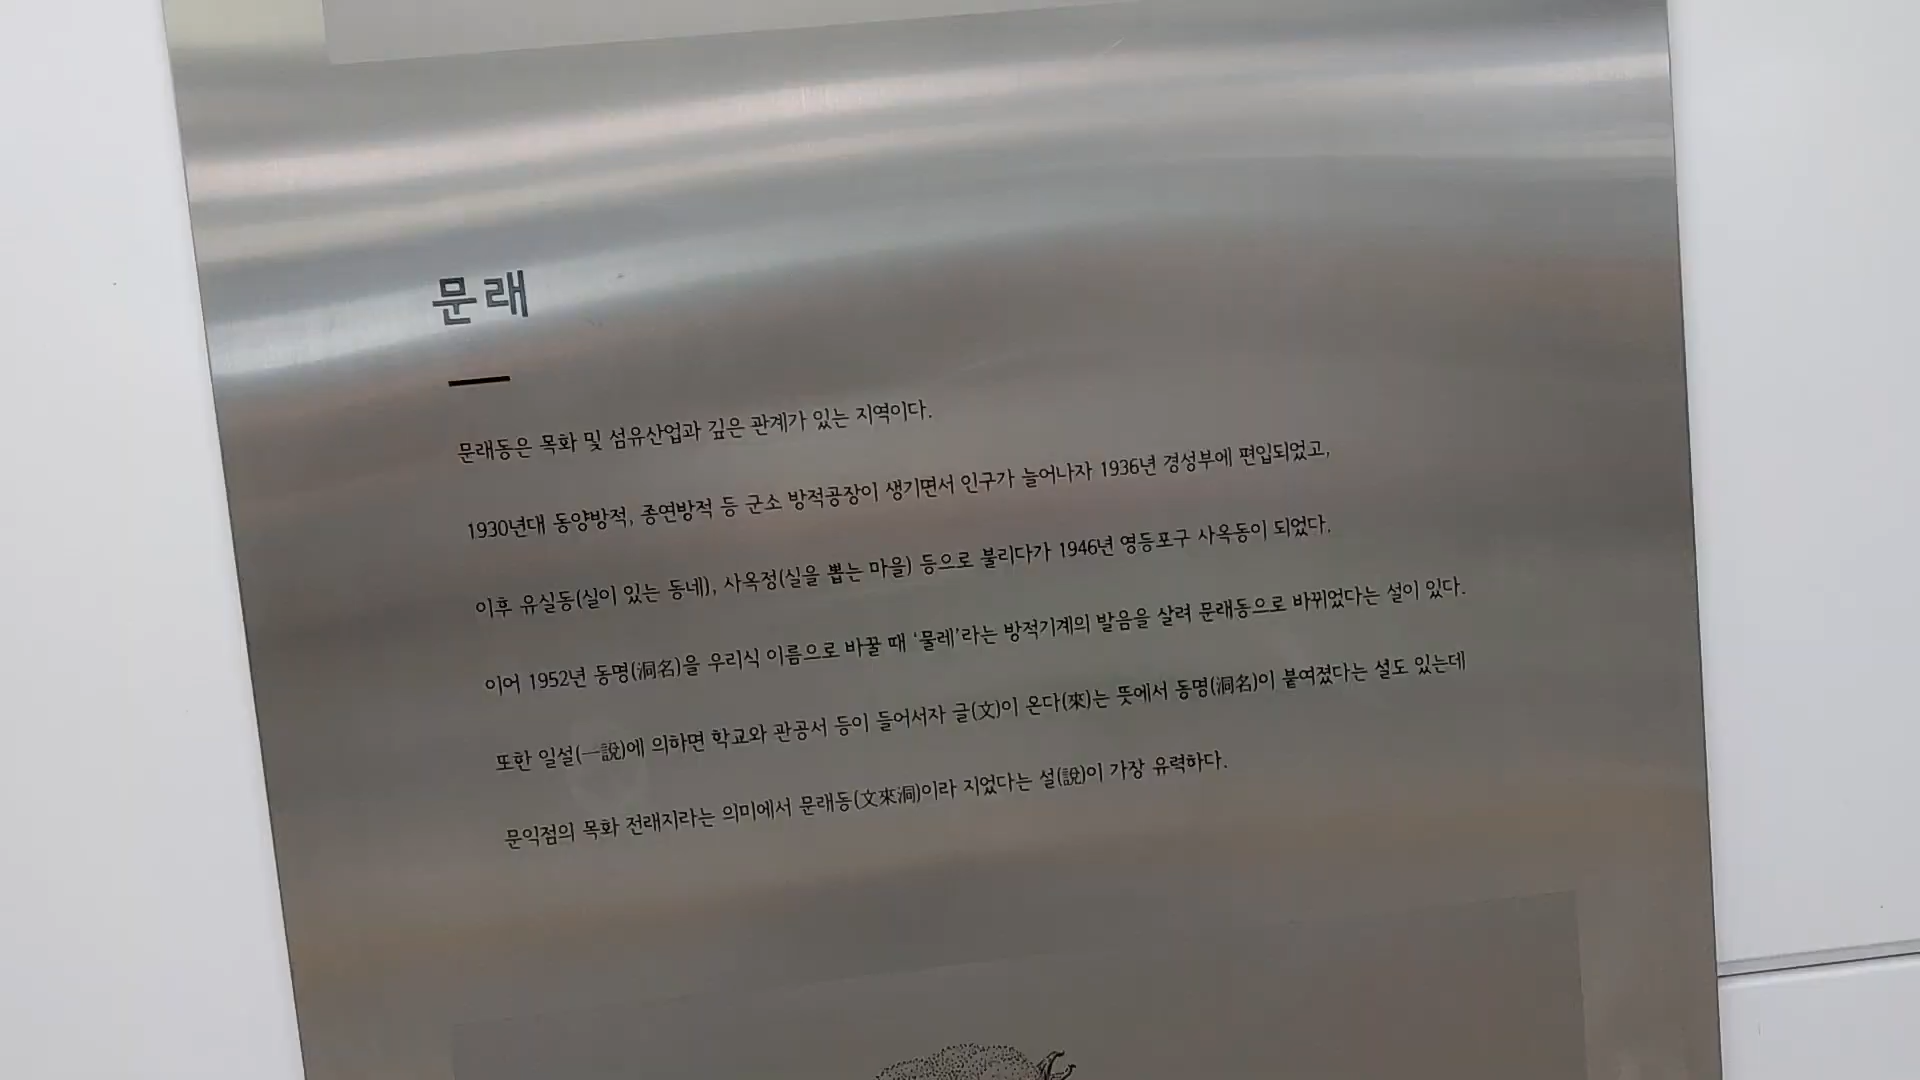 문래
문래동은 목화 및 섬유산업과 깊은 관계가 있는 지역이다.
1930년대 동양방적, 종연방적 등 군소 방적공장이 생기면서 인구가 늘어나자 1936년 경성부에 편입되었고,
이후 유실동(실이 있는 동네), 사옥정(실을 뽑는 마을) 등으로 불리다가 1946년 영등포구 사옥동이 되었다.
이어 1952년 동명(洞名)을 우리식 이름으로 바꿀 때 ‘물레’라는 방적기계의 발음을 살려 문래동으로 바뀌었다는 설이 있다.
또한 일설(一說)에 의하면 학교와 관공서 등이 들어서자 글(文)이 온다(來)는 뜻에서 동명(洞名)이 붙여졌다는 설도 있는데
문익점의 목화 전래지라는 의미에서 문래동(文來洞)이라 지었다는 설(說)이 가장 유력하다.